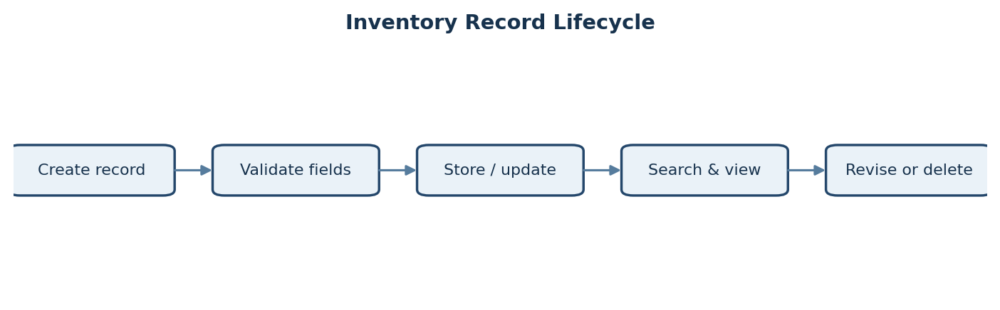 Inventory Record Lifecycle
Create record
Validate fields
Store / update
Search & view
Revise or delete